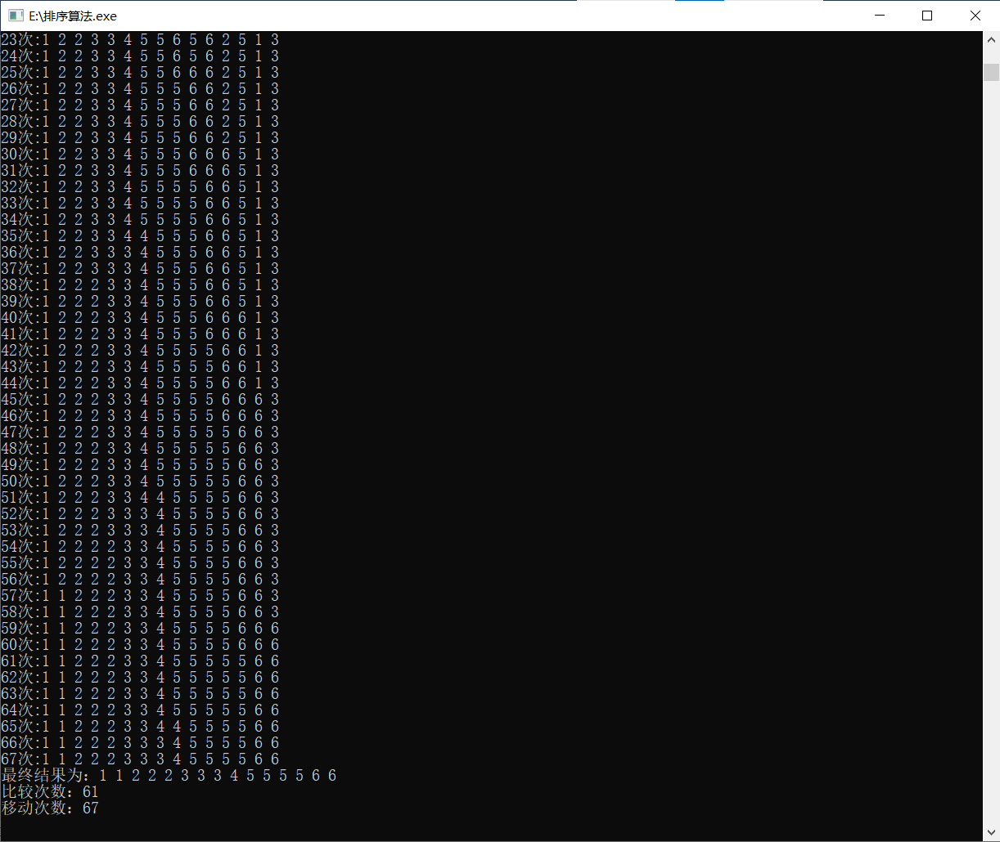 E:\排序算法.exe
23次:1 2 2 3 3 4 5 5 6 5 6 2 5 1 3
24次:1 2 2 3 3 4 5 5 6 5 6 2 5 1 3
25次:1 2 2 3 3 4 5 5 6 6 6 2 5 1 3
26次:1 2 2 3 3 4 5 5 5 6 6 2 5 1 3
27次:1 2 2 3 3 4 5 5 5 6 6 2 5 1 3
28次:1 2 2 3 3 4 5 5 5 6 6 2 5 1 3
29次:1 2 2 3 3 4 5 5 5 6 6 2 5 1 3
30次:1 2 2 3 3 4 5 5 5 6 6 6 5 1 3
31次:1 2 2 3 3 4 5 5 5 6 6 6 5 1 3
32次:1 2 2 3 3 4 5 5 5 5 6 6 5 1 3
33次:1 2 2 3 3 4 5 5 5 5 6 6 5 1 3
34次:1 2 2 3 3 4 5 5 5 5 6 6 5 1 3
35次:1 2 2 3 3 4 4 5 5 5 6 6 5 1 3
36次:1 2 2 3 3 3 4 5 5 5 6 6 5 1 3
37次:1 2 2 3 3 3 4 5 5 5 6 6 5 1 3
38次:1 2 2 2 3 3 4 5 5 5 6 6 5 1 3
39次:1 2 2 2 3 3 4 5 5 5 6 6 5 1 3
40次:1 2 2 2 3 3 4 5 5 5 6 6 6 1 3
41次:1 2 2 2 3 3 4 5 5 5 6 6 6 1 3
42次:1 2 2 2 3 3 4 5 5 5 5 6 6 1 3
43次:1 2 2 2 3 3 4 5 5 5 5 6 6 1 3
44次:1 2 2 2 3 3 4 5 5 5 5 6 6 1 3
45次:1 2 2 2 3 3 4 5 5 5 5 6 6 6 3
46次:1 2 2 2 3 3 4 5 5 5 5 6 6 6 3
47次:1 2 2 2 3 3 4 5 5 5 5 5 6 6 3
48次:1 2 2 2 3 3 4 5 5 5 5 5 6 6 3
49次:1 2 2 2 3 3 4 5 5 5 5 5 6 6 3
50次:1 2 2 2 3 3 4 5 5 5 5 5 6 6 3
51次:1 2 2 2 3 3 4 4 5 5 5 5 6 6 3
52次:1 2 2 2 3 3 3 4 5 5 5 5 6 6 3
53次:1 2 2 2 3 3 3 4 5 5 5 5 6 6 3
54次:1 2 2 2 2 3 3 4 5 5 5 5 6 6 3
55次:1 2 2 2 2 3 3 4 5 5 5 5 6 6 3
56次:1 2 2 2 2 3 3 4 5 5 5 5 6 6 3
57次:1 1 2 2 2 3 3 4 5 5 5 5 6 6 3
58次:1 1 2 2 2 3 3 4 5 5 5 5 6 6 3
59次:1 1 2 2 2 3 3 4 5 5 5 5 6 6 6
60次:1 1 2 2 2 3 3 4 5 5 5 5 6 6 6
61次:1 1 2 2 2 3 3 4 5 5 5 5 5 6 6
62次:1 1 2 2 2 3 3 4 5 5 5 5 5 6 6
63次:1 1 2 2 2 3 3 4 5 5 5 5 5 6 6
64次:1 1 2 2 2 3 3 4 5 5 5 5 5 6 6
65次:1 1 2 2 2 3 3 4 4 5 5 5 5 6 6
66次:1 1 2 2 2 3 3 3 4 5 5 5 5 6 6
67次:1 1 2 2 2 3 3 3 4 5 5 5 5 6 6
最终结果为：1 1 2 2 2 3 3 3 4 5 5 5 5 6 6
比较次数：61
移动次数：67